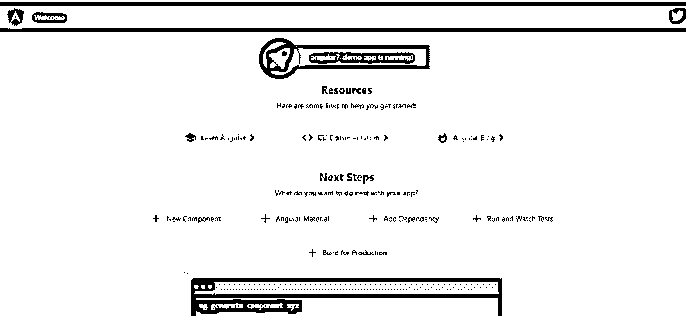 Welcome
angular7-demo app is running!
Resources
Here are some links to help you get started:
Learn Angular
CLI Documentation
Angular Blog
Next Steps
What do you want to do next with your app?
New Component
Angular Material
Add Dependency
Run and Watch Tests
Build for Production
ng generate component xyz